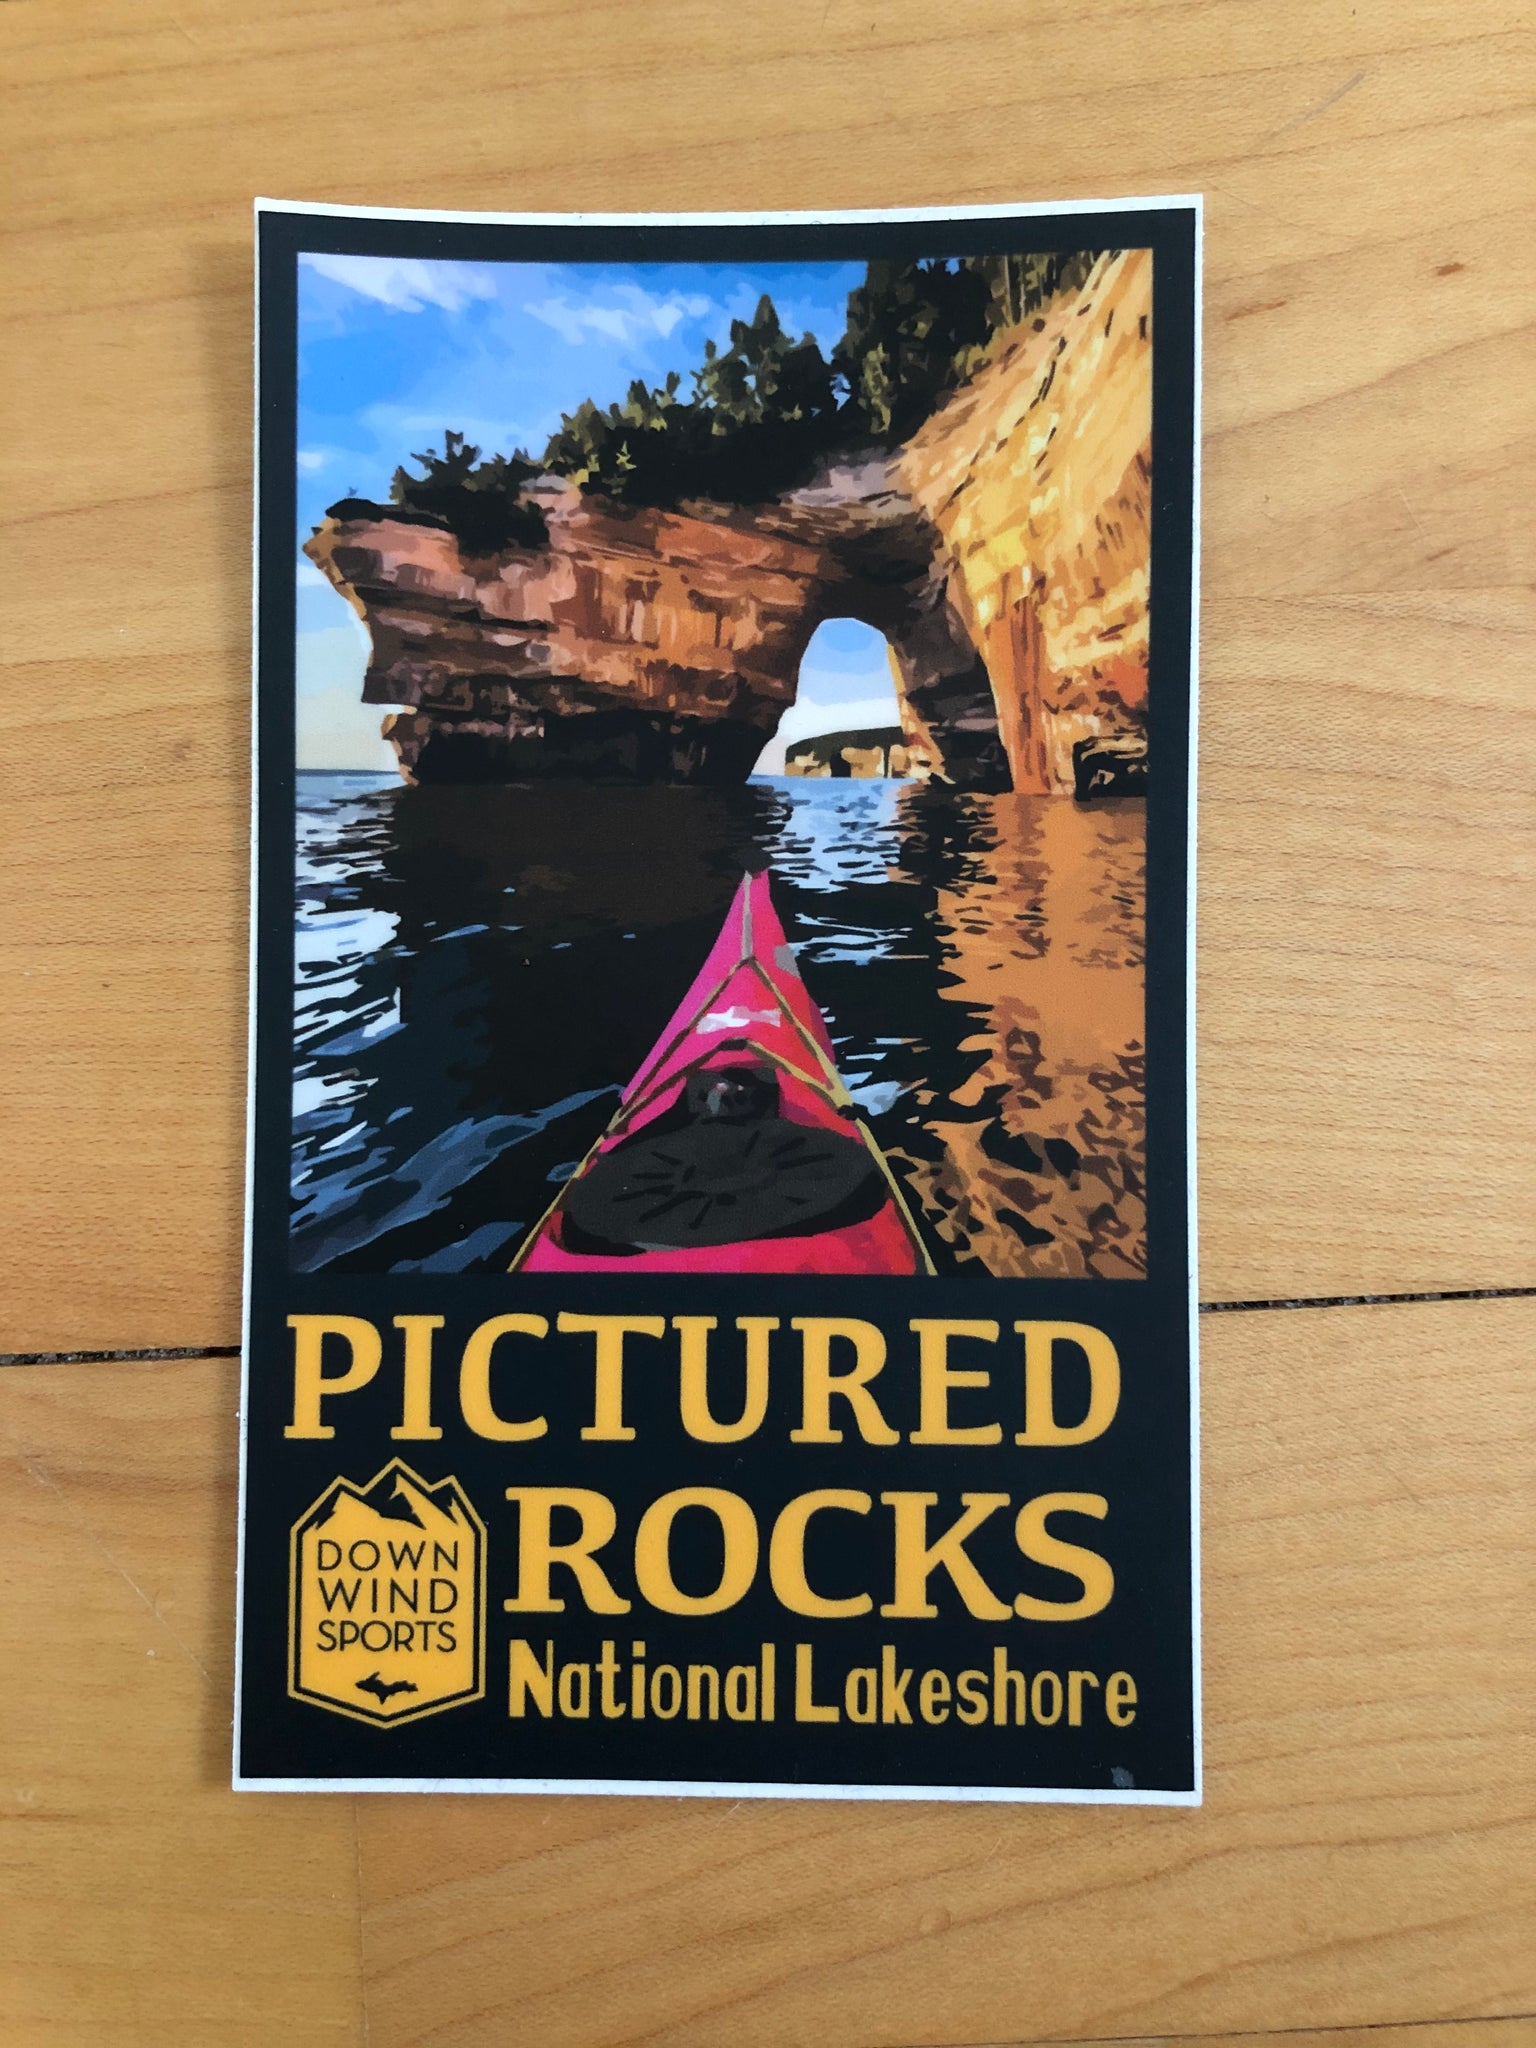 PICTURED
ROCKS
National Lakeshore
DOWN
WIND
SPORTS